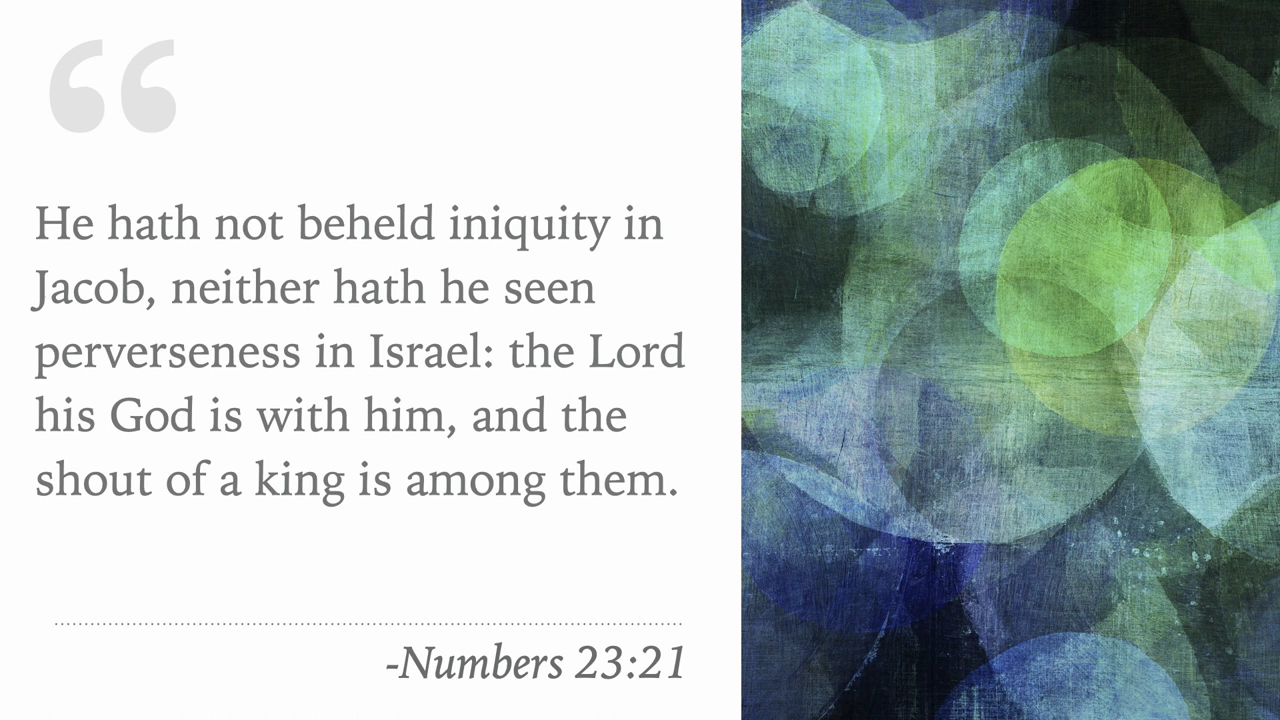 “
He hath not beheld iniquity in
Jacob, neither hath he seen
perverseness in Israel: the Lord
his God is with him, and the
shout of a king is among them.
-Numbers 23:21